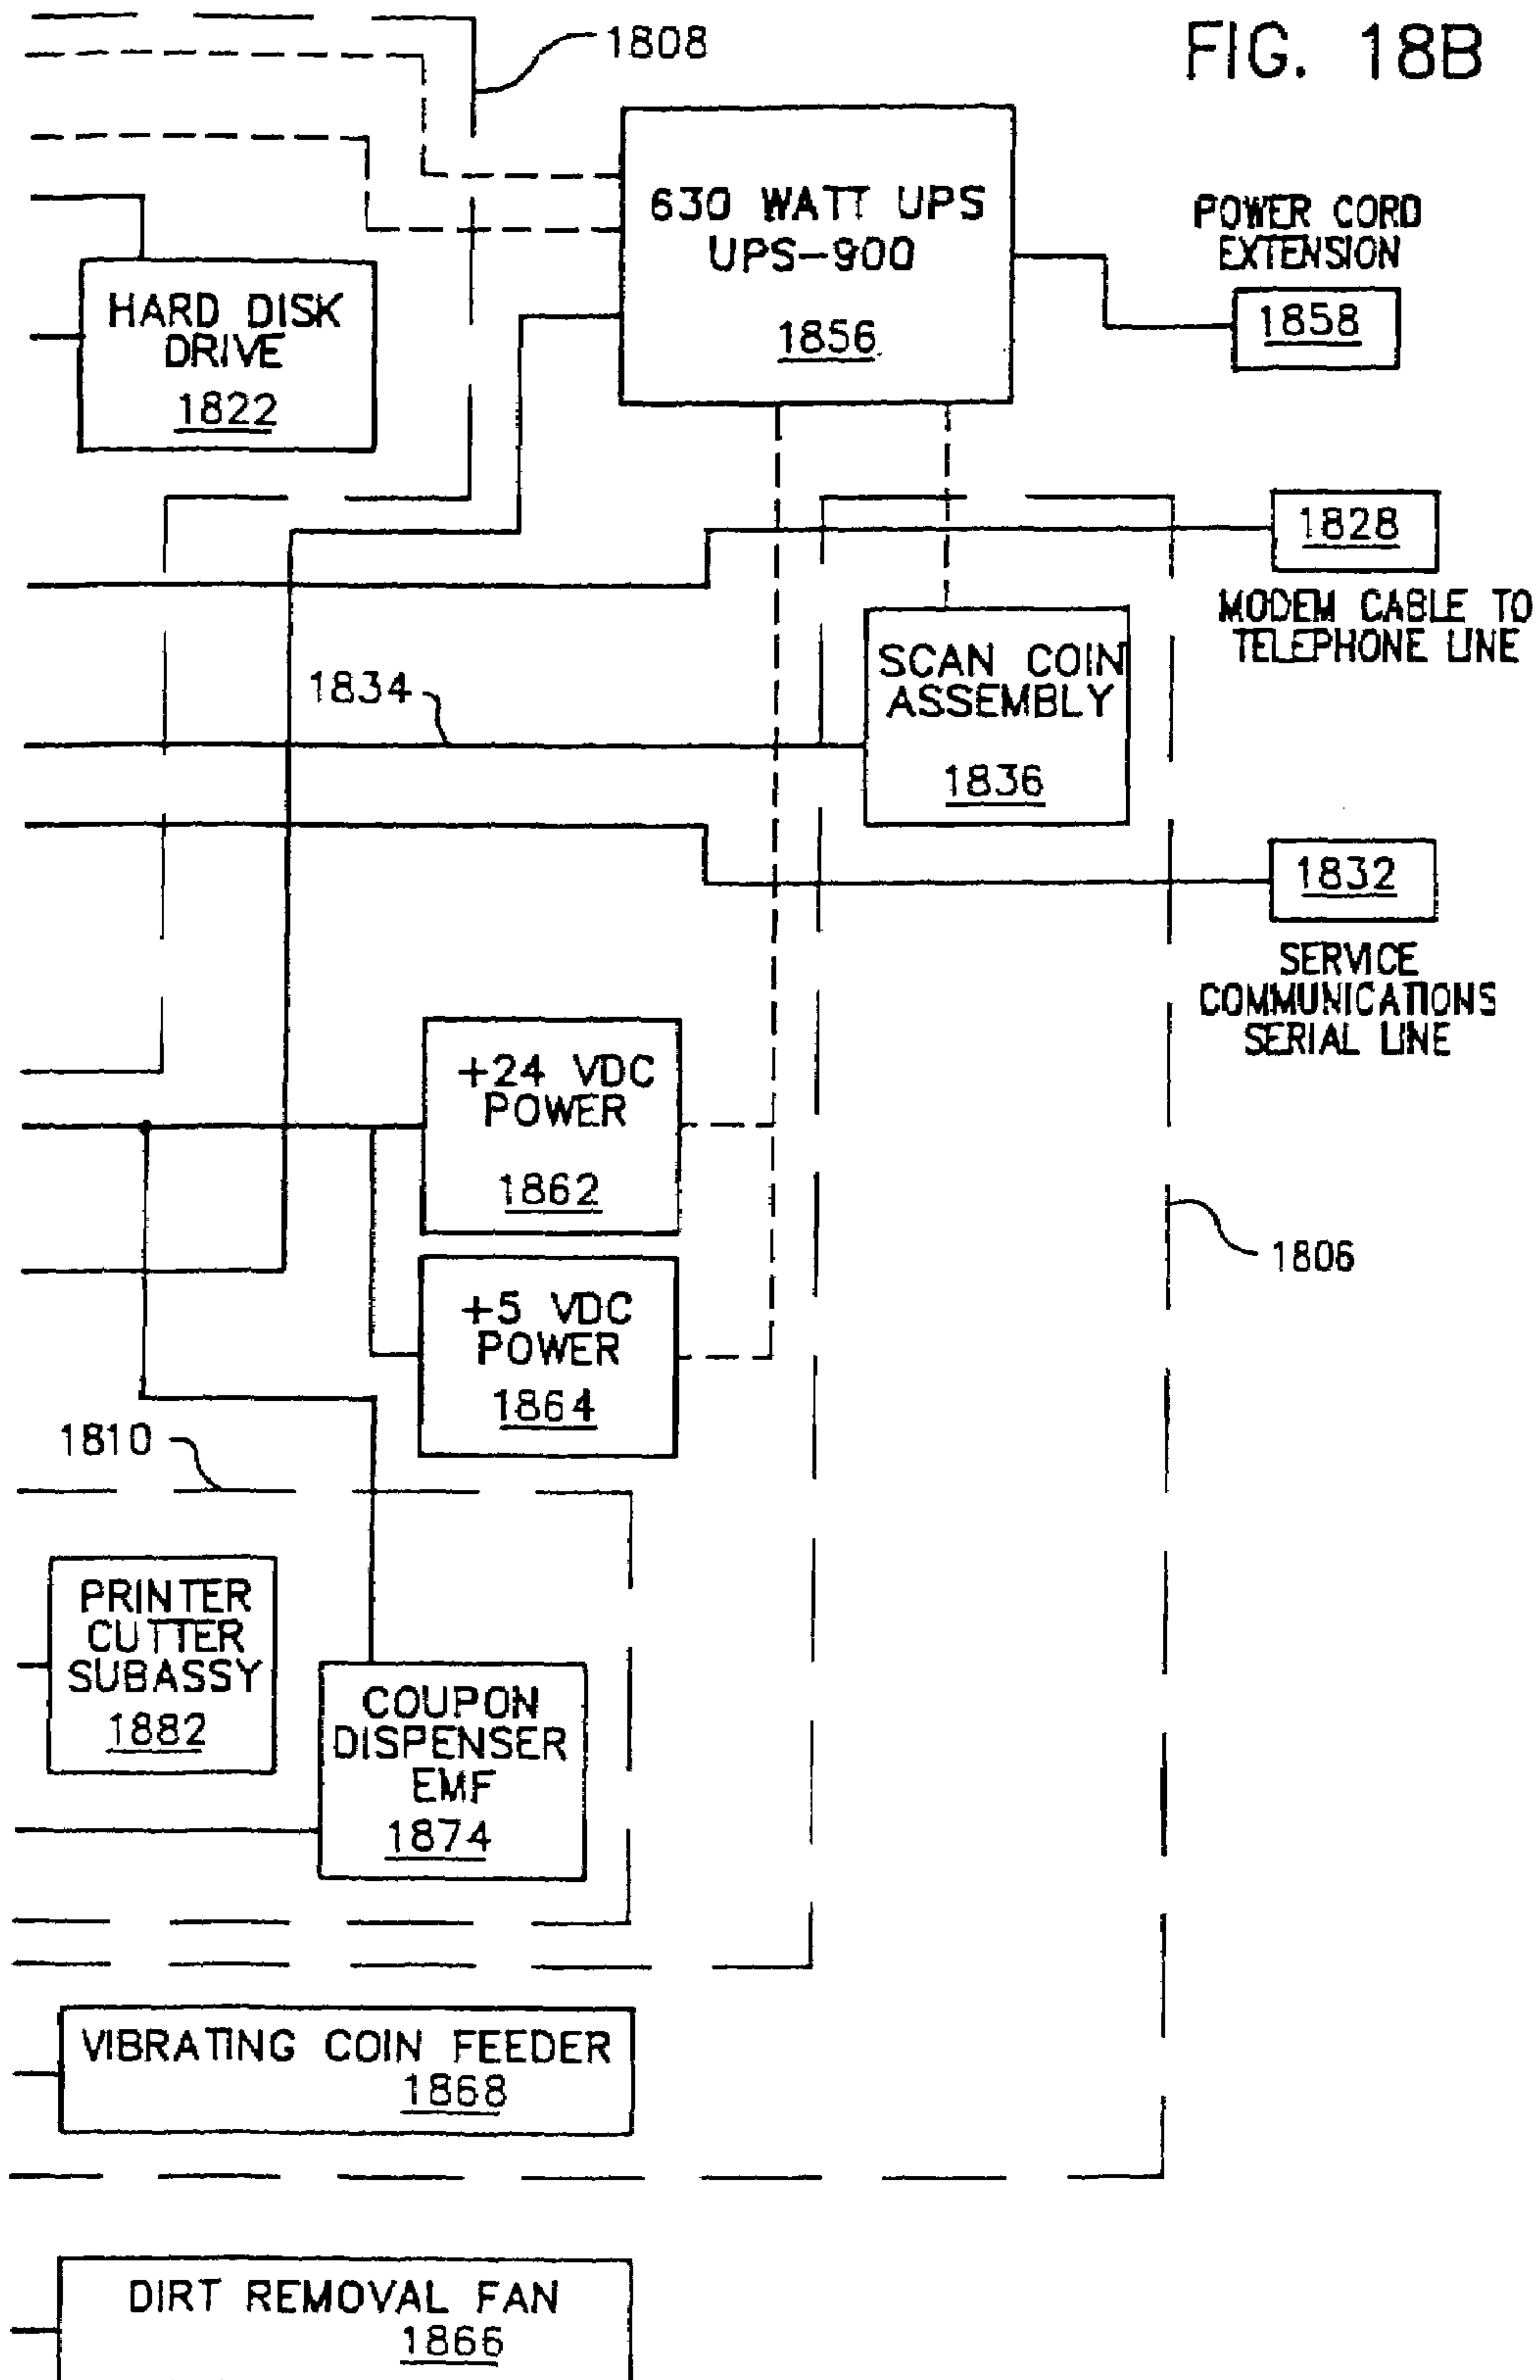 FIG. 18B
1808
630 WATT UPS
UPS-900
1856
POWER CORD
EXTENSION
1858
HARD DISK
DRIVE
1822
1828
MODEM CABLE TO
TELEPHONE LINE
1834
SCAN COIN
ASSEMBLY
1836
1832
SERVICE
COMMUNICATIONS
SERIAL LINE
+24 VDC
POWER
1862
1806
+5 VDC
POWER
1864
1810
PRINTER
CUTTER
SUBASSY
1882
COUPON
DISPENSER
EMF
1874
VIBRATING COIN FEEDER
1868
DIRT REMOVAL FAN
1866